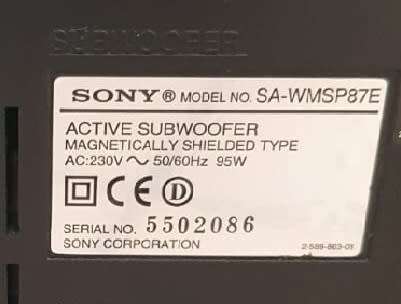 SUBWOOFER
SONY® MODEL NO. SA-WMSP87E
ACTIVE SUBWOOFER
MAGNETICALLY SHIELDED TYPE
AC:230V ~ 50/60Hz 95W
CE D
SERIAL NO. 5502086
SONY CORPORATION